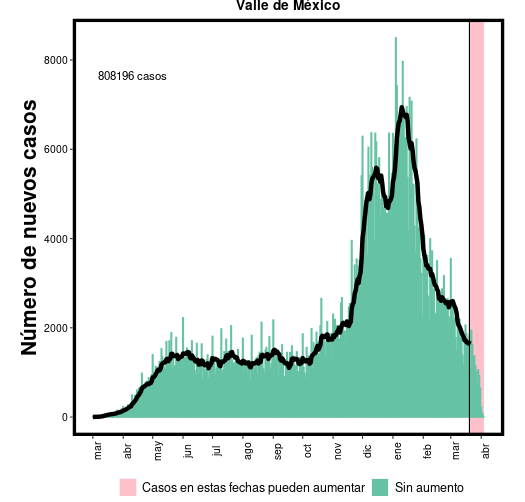 Valle de México
808196 casos
Número de nuevos casos
8000
6000
4000
2000
0
mar abr may jun jul ago sep oct nov dic ene feb mar abr
Casos en estas fechas pueden aumentar Sin aumento